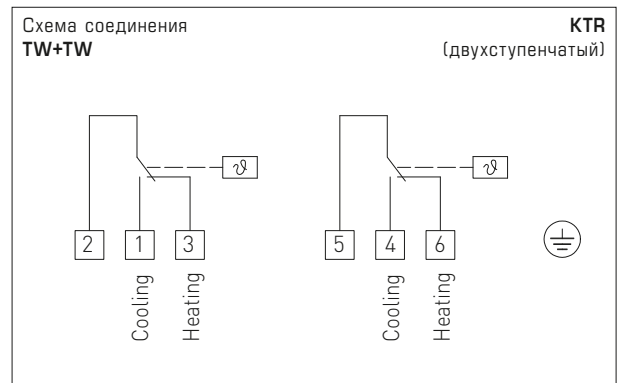 Схема соединения KTR
TW+TW (двухступенчатый)
ϑ ϑ
2 1 3 5 4 6
Cooling Heating Cooling Heating